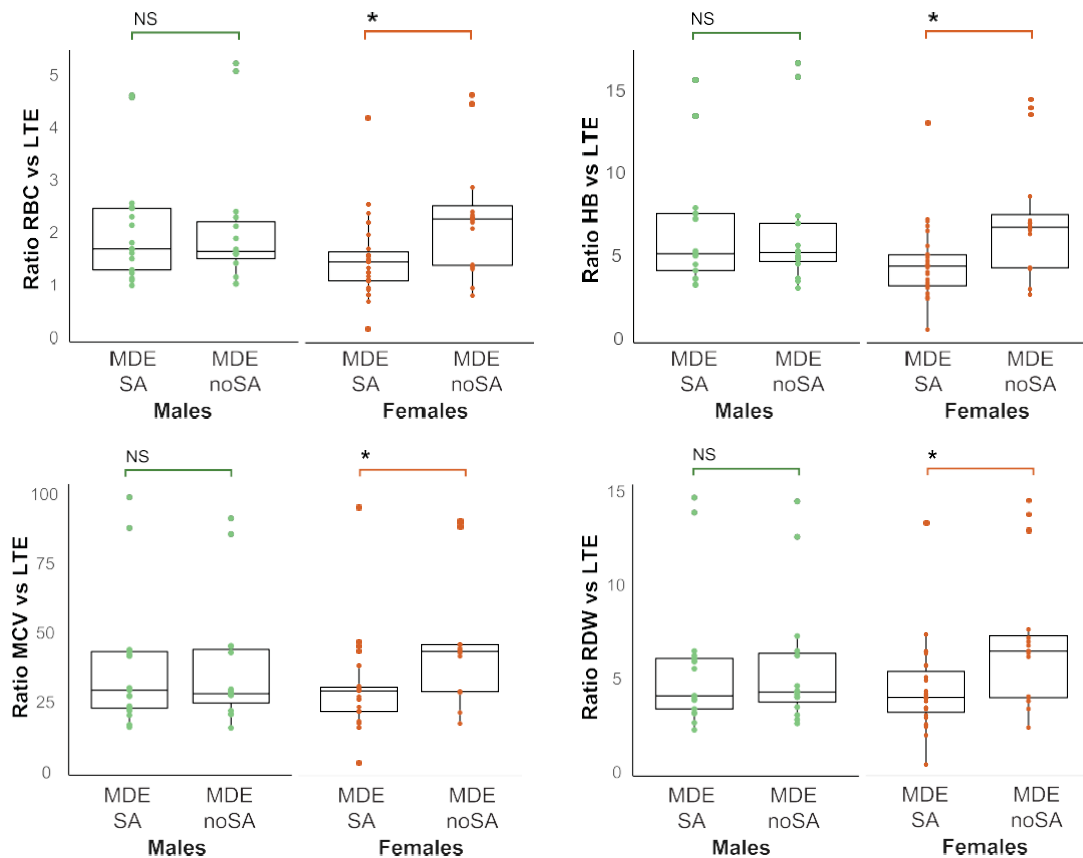 NS
*
Ratio RBC vs LTE
5
4
3
2
1
0
MDE SA
MDE noSA
MDE SA
MDE noSA
Males
Females
NS
*
Ratio HB vs LTE
15
10
5
0
MDE SA
MDE noSA
MDE SA
MDE noSA
Males
Females
NS
*
Ratio MCV vs LTE
100
75
50
25
0
MDE SA
MDE noSA
MDE SA
MDE noSA
Males
Females
NS
*
Ratio RDW vs LTE
15
10
5
0
MDE SA
MDE noSA
MDE SA
MDE noSA
Males
Females